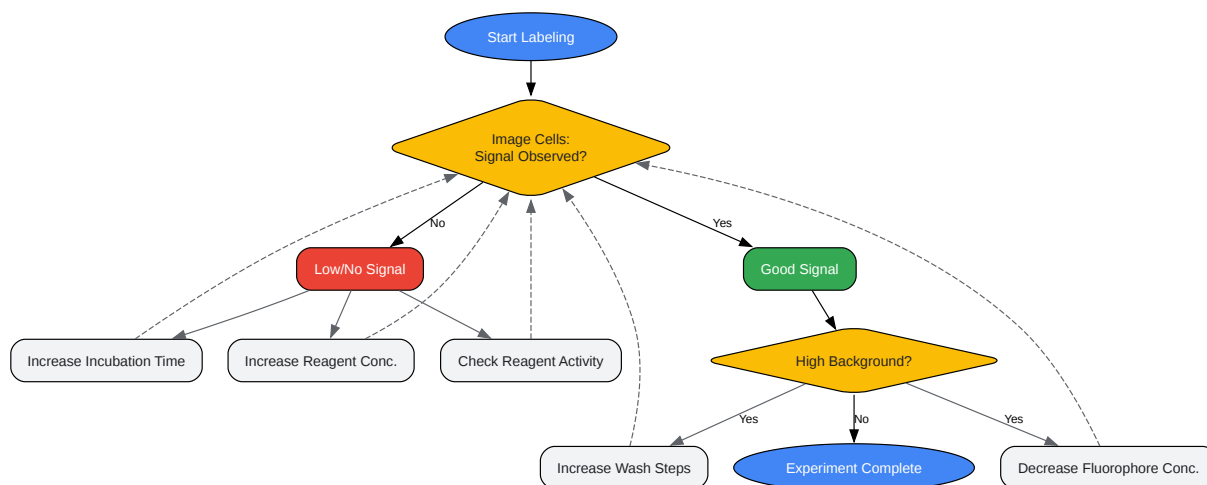 Start Labeling
Image Cells:
Signal Observed?
No
Yes
Low/No Signal
Good Signal
Increase Incubation Time
Increase Reagent Conc.
Check Reagent Activity
High Background?
Yes
No
Yes
Increase Wash Steps
Experiment Complete
Decrease Fluorophore Conc.